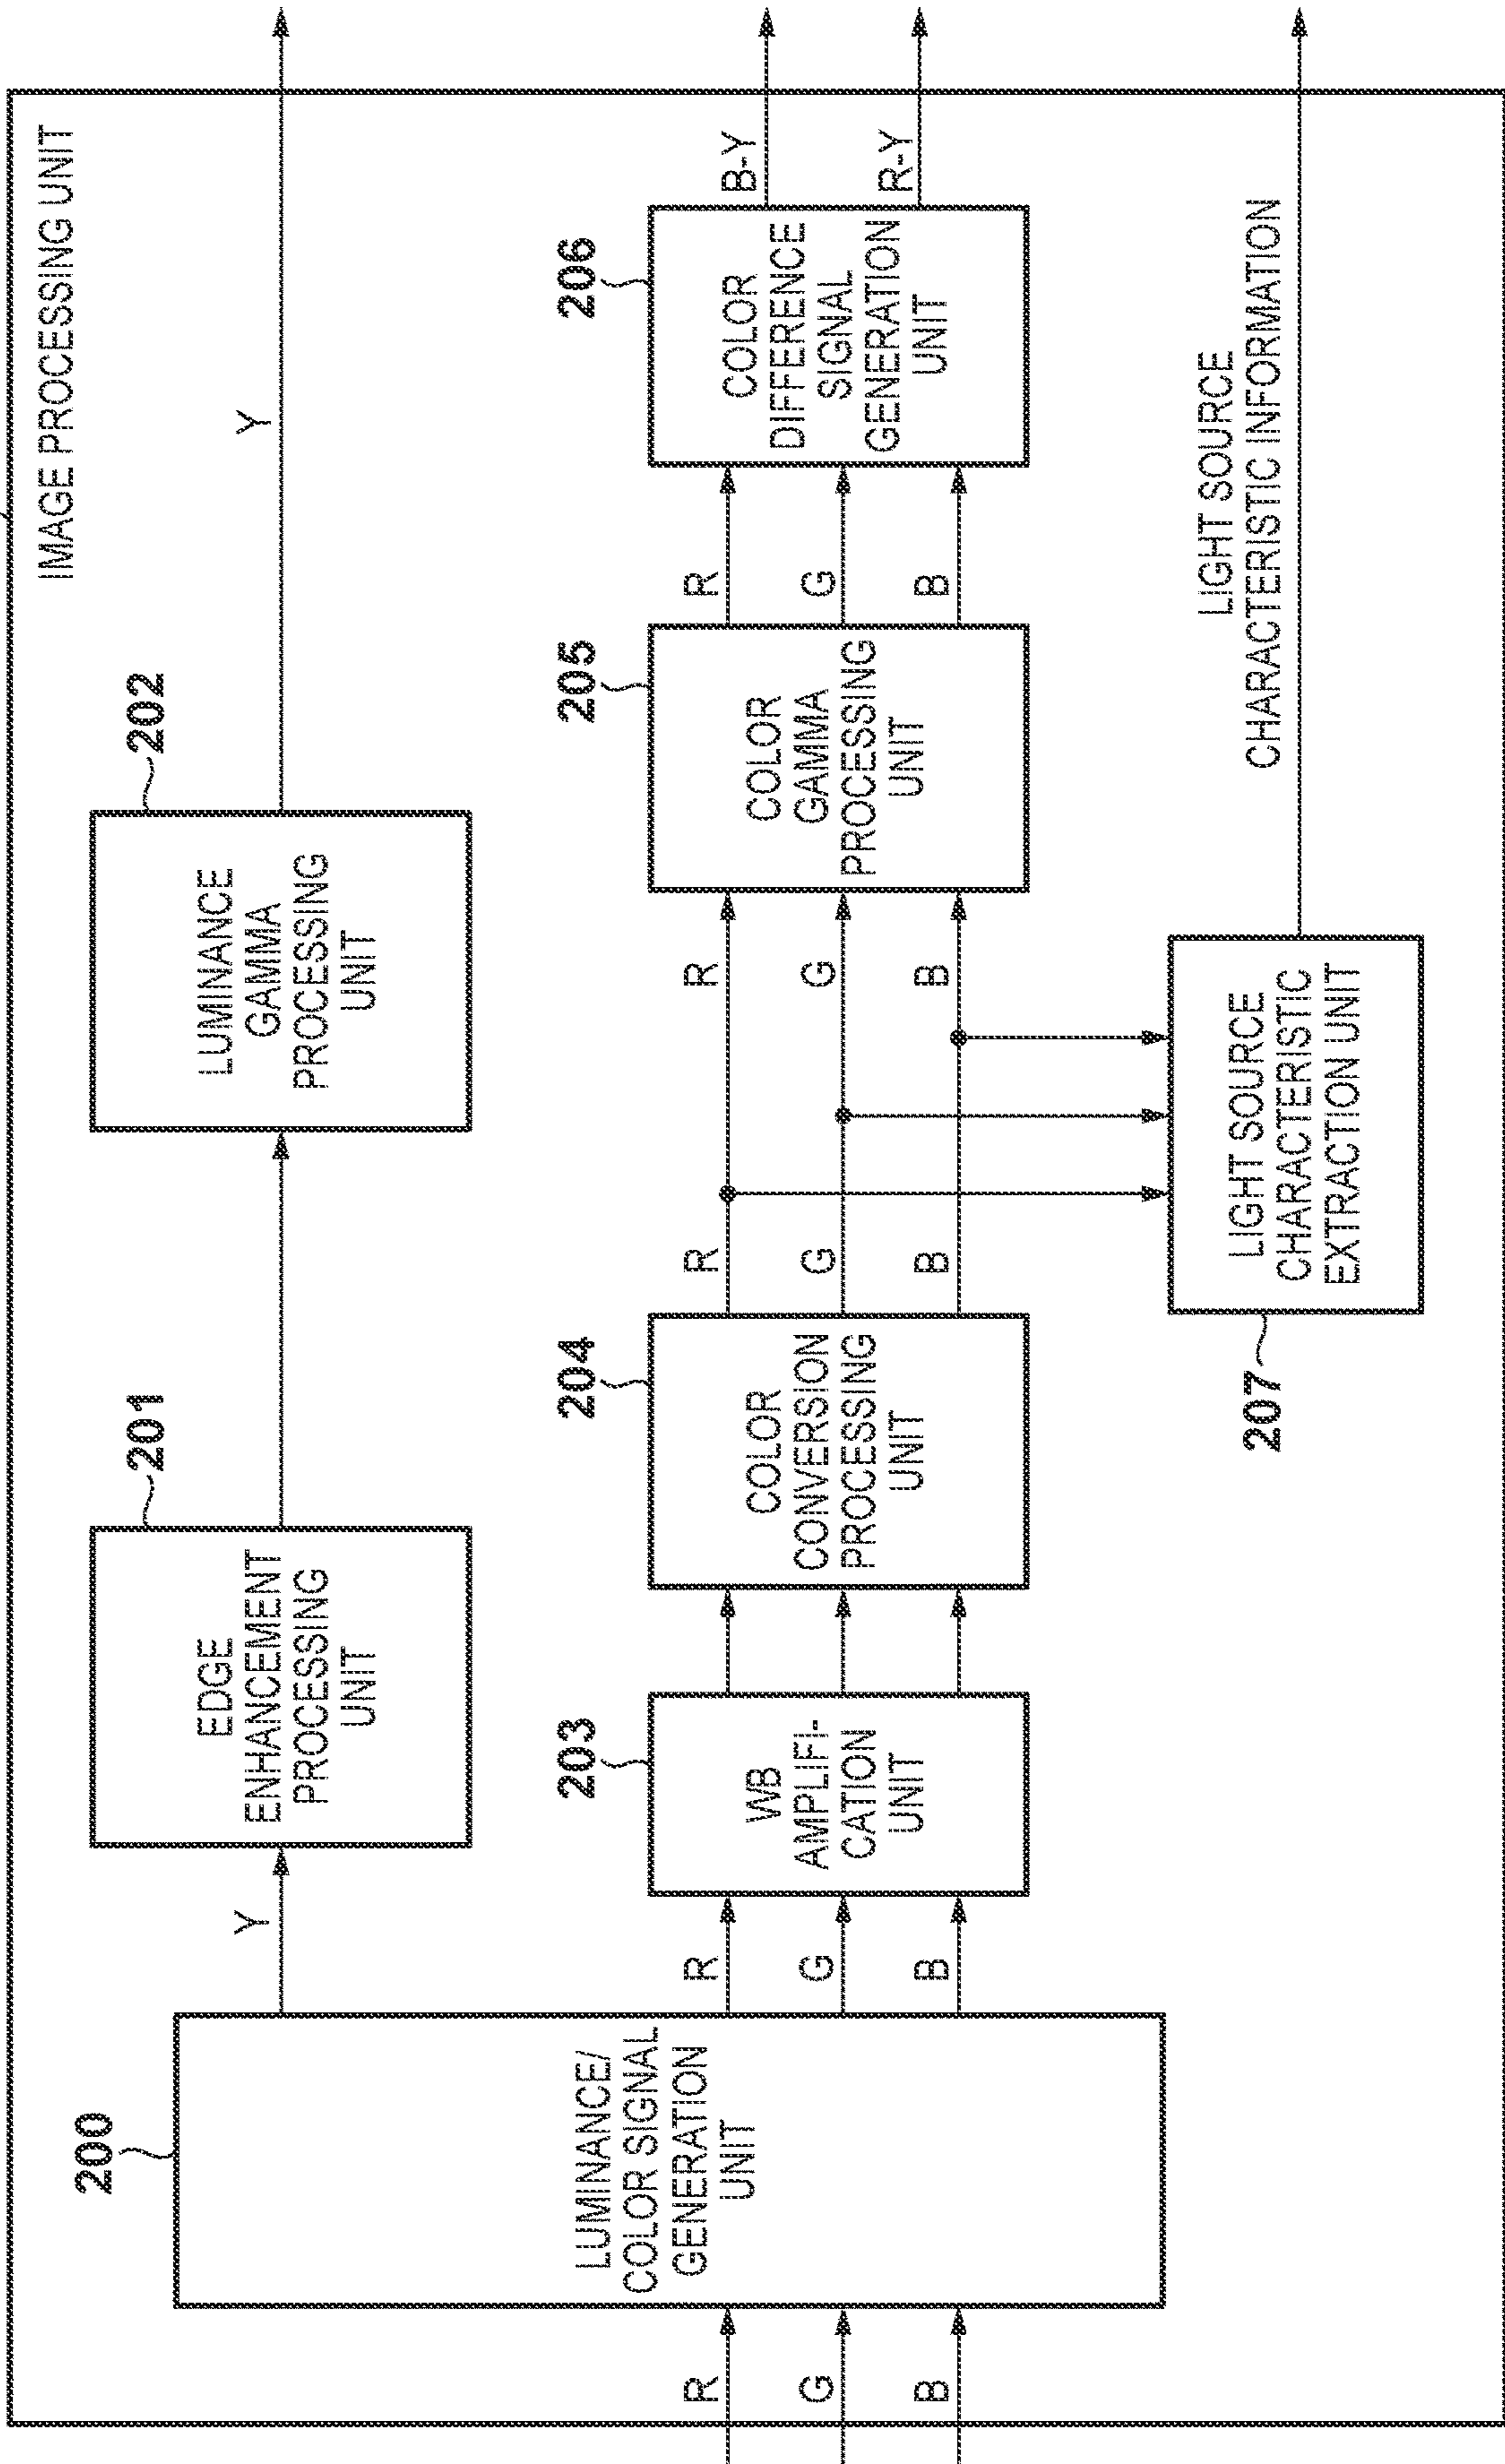 IMAGE PROCESSING UNIT
200
LUMINANCE/
COLOR SIGNAL
GENERATION
UNIT
R
G
B
Y
201
EDGE
ENHANCEMENT
PROCESSING
UNIT
202
LUMINANCE
GAMMA
PROCESSING
UNIT
Y
R
G
B
203
WB
AMPLIFI-
CATION
UNIT
204
COLOR
CONVERSION
PROCESSING
UNIT
R
G
B
R
G
B
205
COLOR
GAMMA
PROCESSING
UNIT
R
G
B
206
COLOR
DIFFERENCE
SIGNAL
GENERATION
UNIT
B-Y
R-Y
207
LIGHT SOURCE
CHARACTERISTIC
EXTRACTION UNIT
LIGHT SOURCE
CHARACTERISTIC INFORMATION